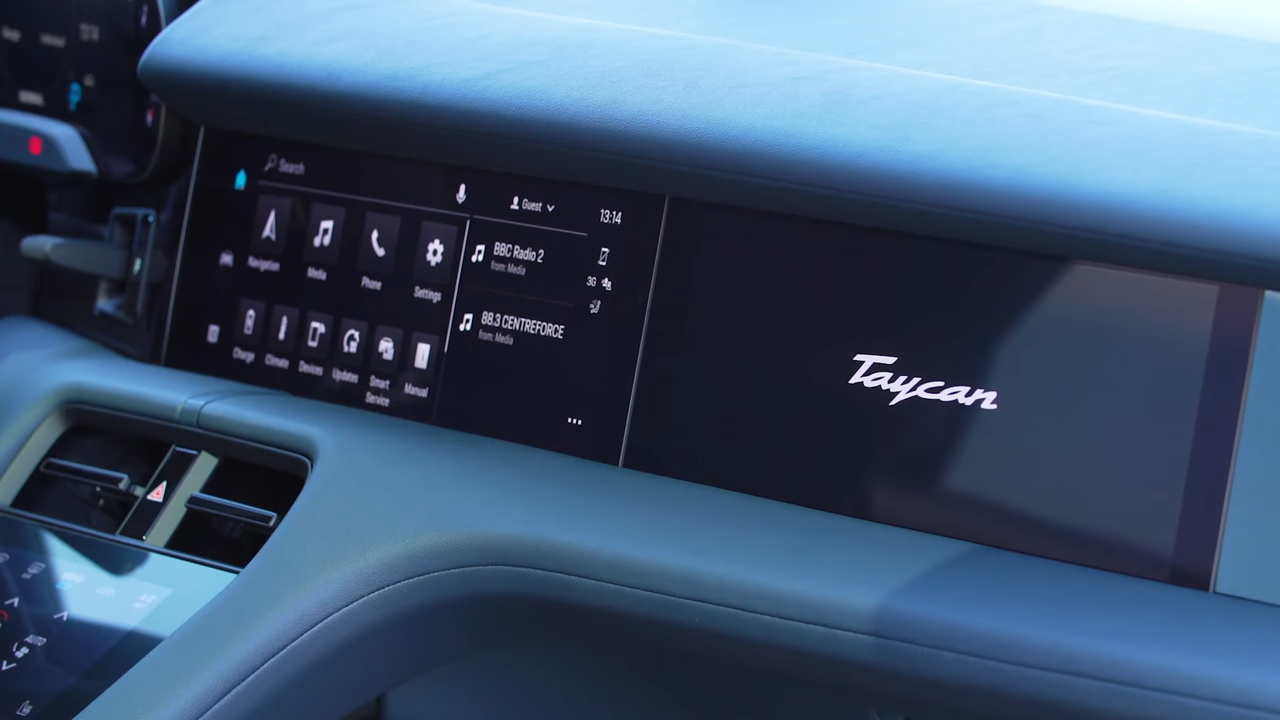 Search
Guest
13:14
Navigation
Media
Phone
Settings
BBC Radio 2
from: Media
3G
88.3 CENTREFORCE
from: Media
Charge
Climate
Devices
Updates
Smart
Service
Manual
Taycan
AUTO
P